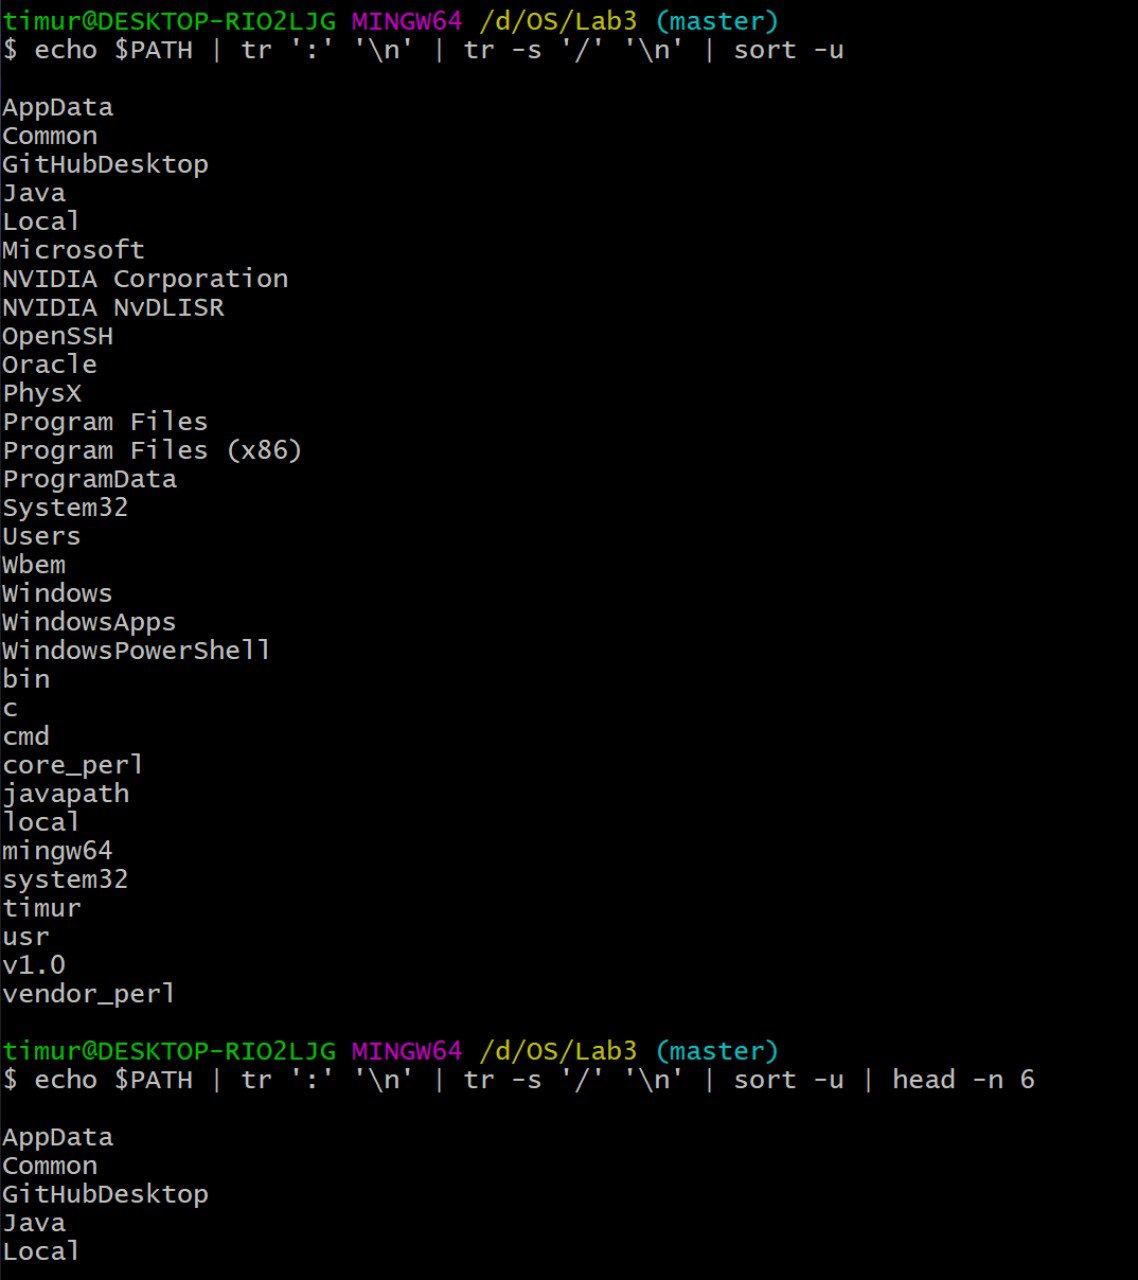 timur@DESKTOP-RIO2LJG MINGW64 /d/OS/Lab3 (master)
$ echo $PATH | tr ':' '\n' | tr -s '/' '\n' | sort -u

AppData
Common
GitHubDesktop
Java
Local
Microsoft
NVIDIA Corporation
NVIDIA NvDLISR
OpenSSH
Oracle
PhysX
Program Files
Program Files (x86)
ProgramData
System32
Users
Wbem
Windows
WindowsApps
WindowsPowerShell
bin
c
cmd
core_perl
javapath
local
mingw64
system32
timur
usr
v1.0
vendor_perl

timur@DESKTOP-RIO2LJG MINGW64 /d/OS/Lab3 (master)
$ echo $PATH | tr ':' '\n' | tr -s '/' '\n' | sort -u | head -n 6

AppData
Common
GitHubDesktop
Java
Local